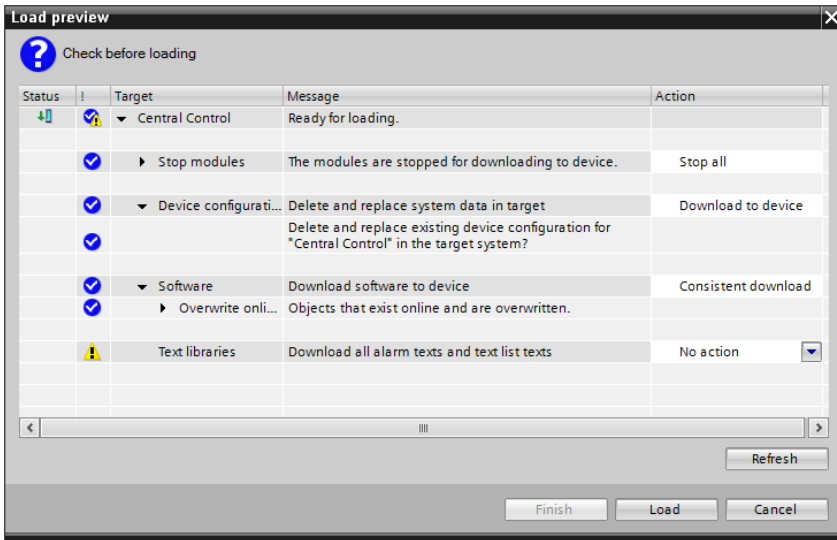 Load preview
Check before loading
Status ! Target Message Action
Central Control Ready for loading.
Stop modules The modules are stopped for downloading to device. Stop all
Device configurati... Delete and replace system data in target Download to device
Delete and replace existing device configuration for
"Central Control" in the target system?
Software Download software to device Consistent download
Overwrite onli... Objects that exist online and are overwritten.
Text libraries Download all alarm texts and text list texts No action
Refresh
Finish Load Cancel